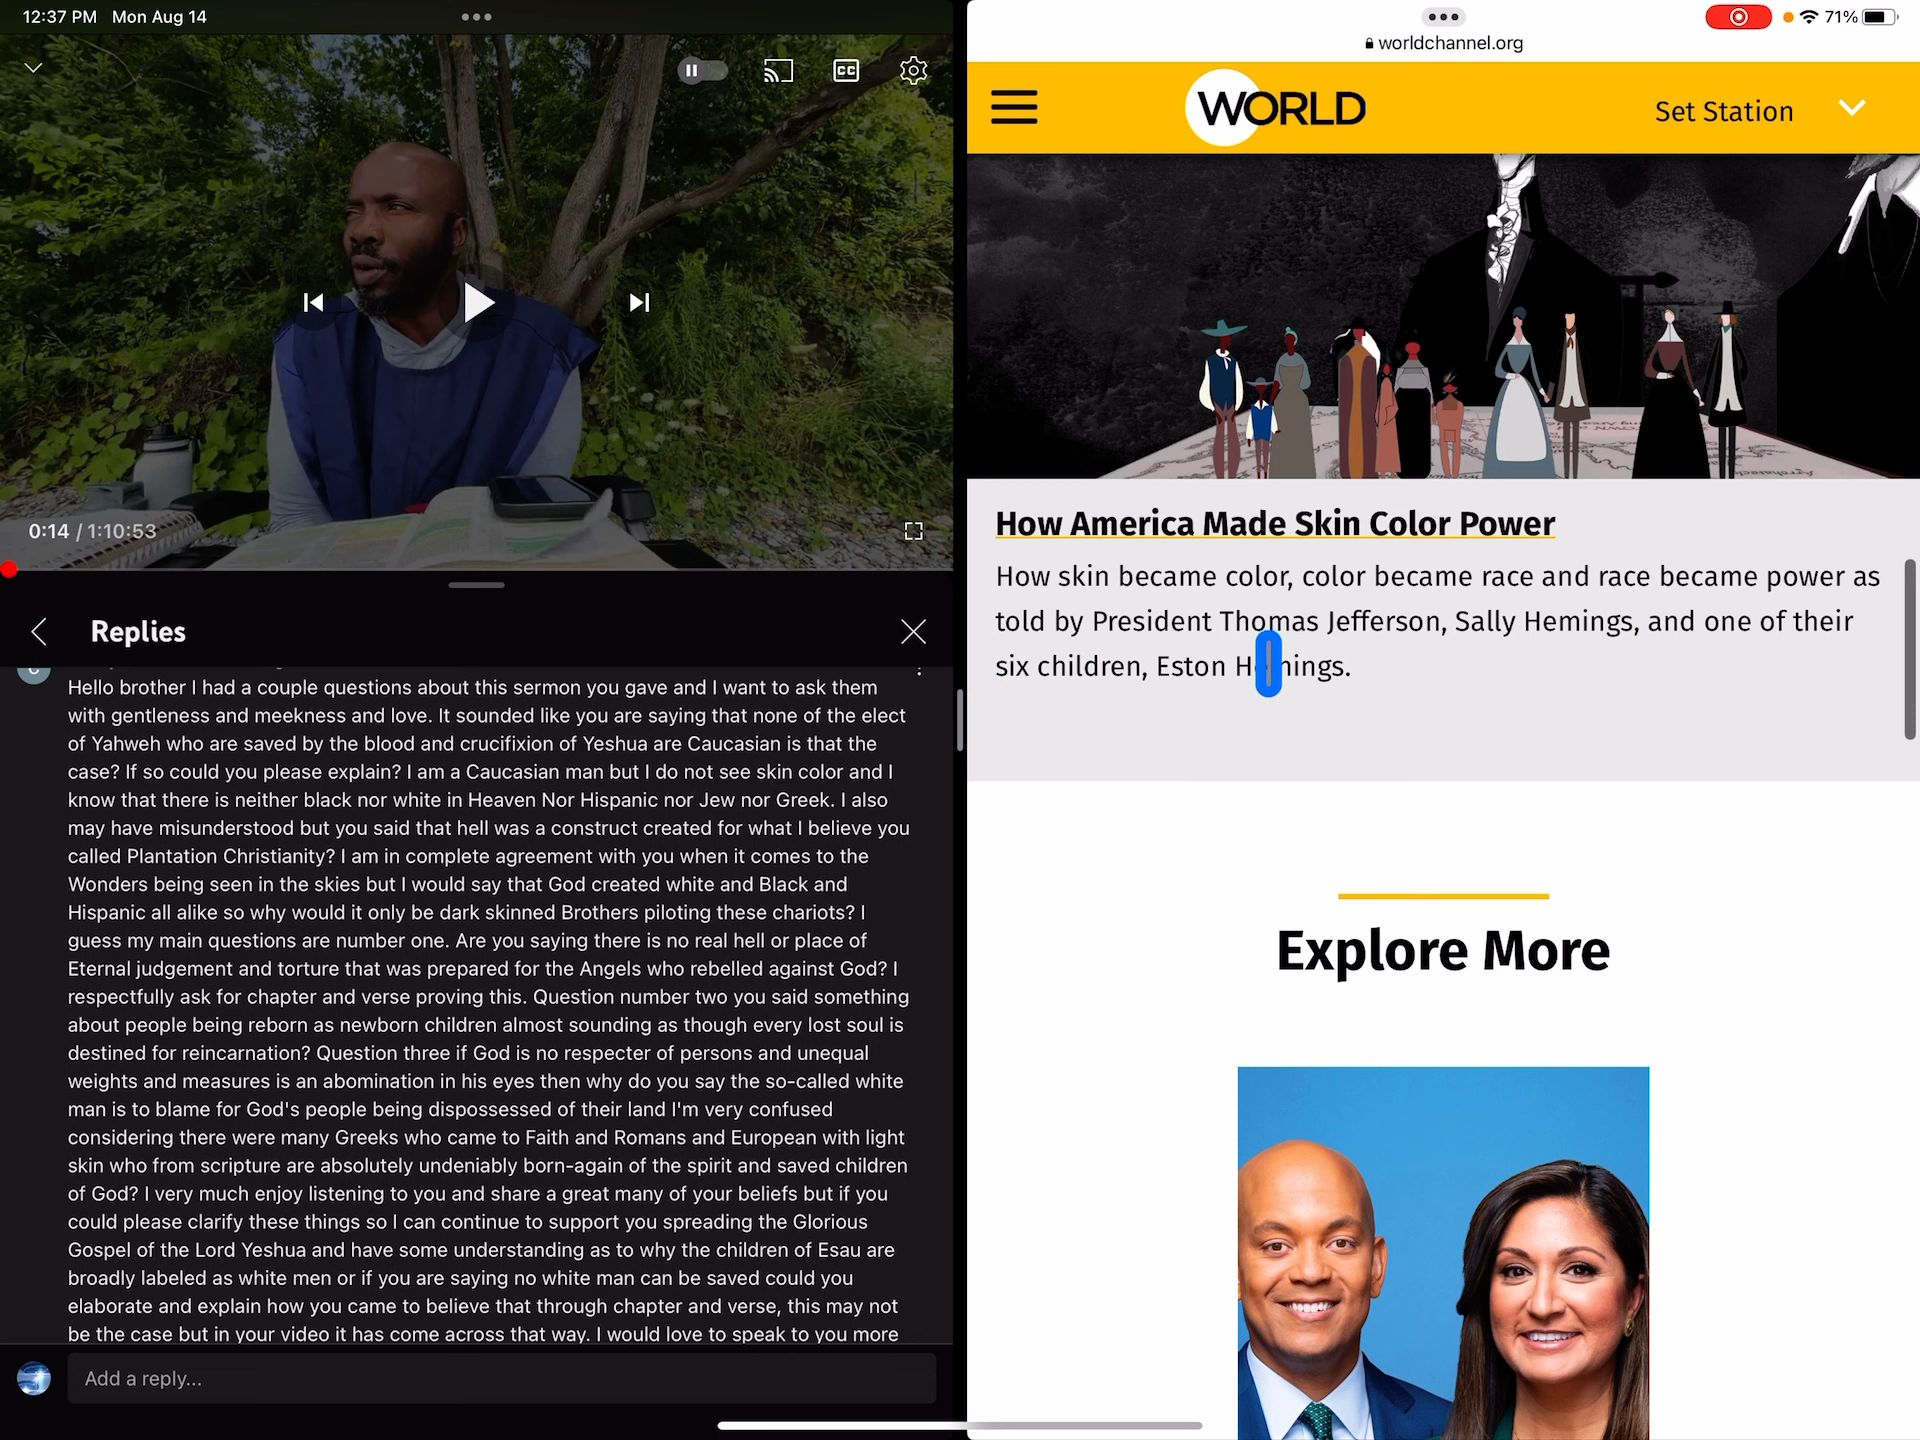 12:37 PM Mon Aug 14
71%
worldchannel.org
CC
WORLD
Set Station
0:14 / 1:10:53
How America Made Skin Color Power
How skin became color, color became race and race became power as
told by President Thomas Jefferson, Sally Hemings, and one of their
six children, Eston Hemings.
Explore More
Replies
Hello brother I had a couple questions about this sermon you gave and I want to ask them
with gentleness and meekness and love. It sounded like you are saying that none of the elect
of Yahweh who are saved by the blood and crucifixion of Yeshua are Caucasian is that the
case? If so could you please explain? I am a Caucasian man but I do not see skin color and I
know that there is neither black nor white in Heaven Nor Hispanic nor Jew nor Greek. I also
may have misunderstood but you said that hell was a construct created for what I believe you
called Plantation Christianity? I am in complete agreement with you when it comes to the
Wonders being seen in the skies but I would say that God created white and Black and
Hispanic all alike so why would it only be dark skinned Brothers piloting these chariots? I
guess my main questions are number one. Are you saying there is no real hell or place of
Eternal judgement and torture that was prepared for the Angels who rebelled against God? I
respectfully ask for chapter and verse proving this. Question number two you said something
about people being reborn as newborn children almost sounding as though every lost soul is
destined for reincarnation? Question three if God is no respecter of persons and unequal
weights and measures is an abomination in his eyes then why do you say the so-called white
man is to blame for God's people being dispossessed of their land I'm very confused
considering there were many Greeks who came to Faith and Romans and European with light
skin who from scripture are absolutely undeniably born-again of the spirit and saved children
of God? I very much enjoy listening to you and share a great many of your beliefs but if you
could please clarify these things so I can continue to support you spreading the Glorious
Gospel of the Lord Yeshua and have some understanding as to why the children of Esau are
broadly labeled as white men or if you are saying no white man can be saved could you
elaborate and explain how you came to believe that through chapter and verse, this may not
be the case but in your video it has come across that way. I would love to speak to you more
Add a reply...